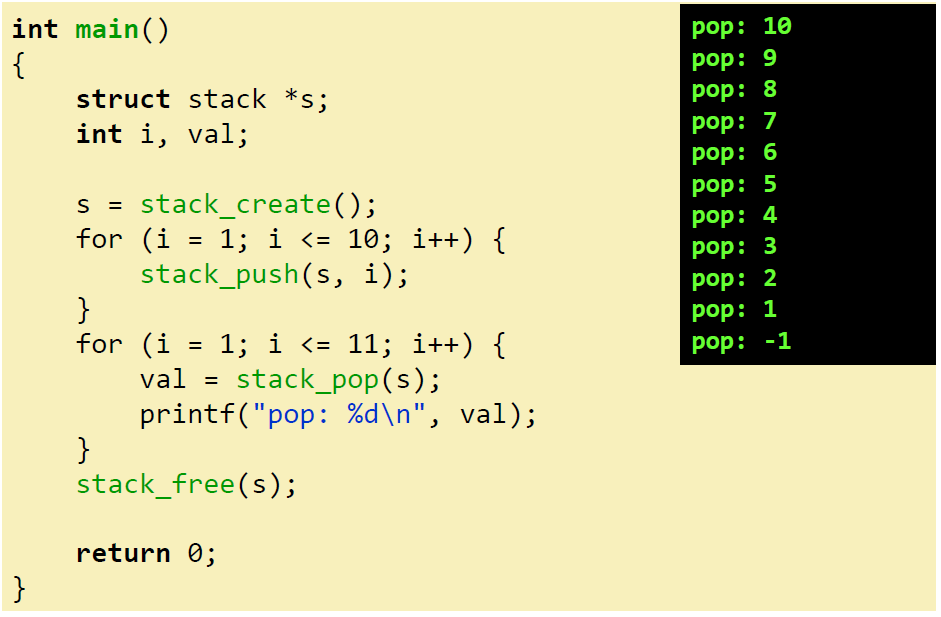 int main()
{
    struct stack *s;
    int i, val;

    s = stack_create();
    for (i = 1; i <= 10; i++) {
        stack_push(s, i);
    }
    for (i = 1; i <= 11; i++) {
        val = stack_pop(s);
        printf("pop: %d\n", val);
    }
    stack_free(s);

    return 0;
}
pop: 10
pop: 9
pop: 8
pop: 7
pop: 6
pop: 5
pop: 4
pop: 3
pop: 2
pop: 1
pop: -1